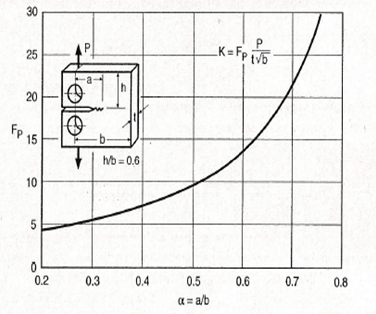 30
25
20
15
10
5
0
F_P
P
a
h
t
b
h/b = 0.6
K = F_P P / t√b
0.2 0.3 0.4 0.5 0.6 0.7 0.8
α = a/b